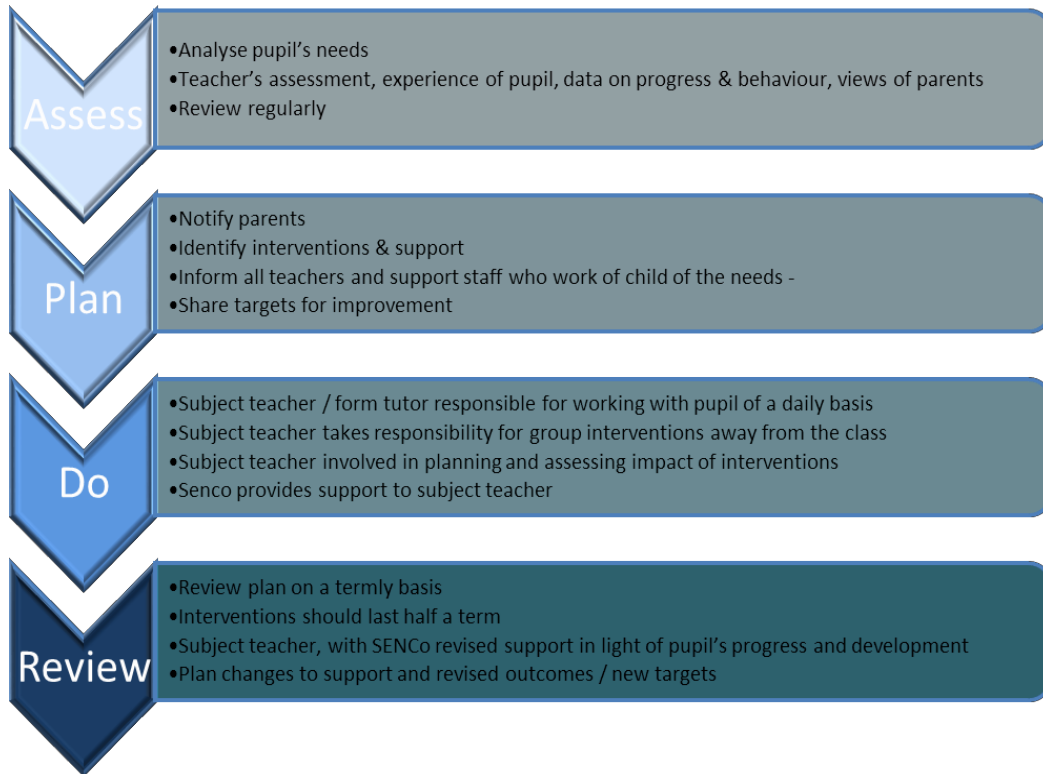 Assess
•Analyse pupil's needs
•Teacher's assessment, experience of pupil, data on progress & behaviour, views of parents
•Review regularly
Plan
•Notify parents
•Identify interventions & support
•Inform all teachers and support staff who work of child of the needs -
•Share targets for improvement
Do
•Subject teacher / form tutor responsible for working with pupil of a daily basis
•Subject teacher takes responsibility for group interventions away from the class
•Subject teacher involved in planning and assessing impact of interventions
•Senco provides support to subject teacher
Review
•Review plan on a termly basis
•Interventions should last half a term
•Subject teacher, with SENCo revised support in light of pupil's progress and development
•Plan changes to support and revised outcomes / new targets